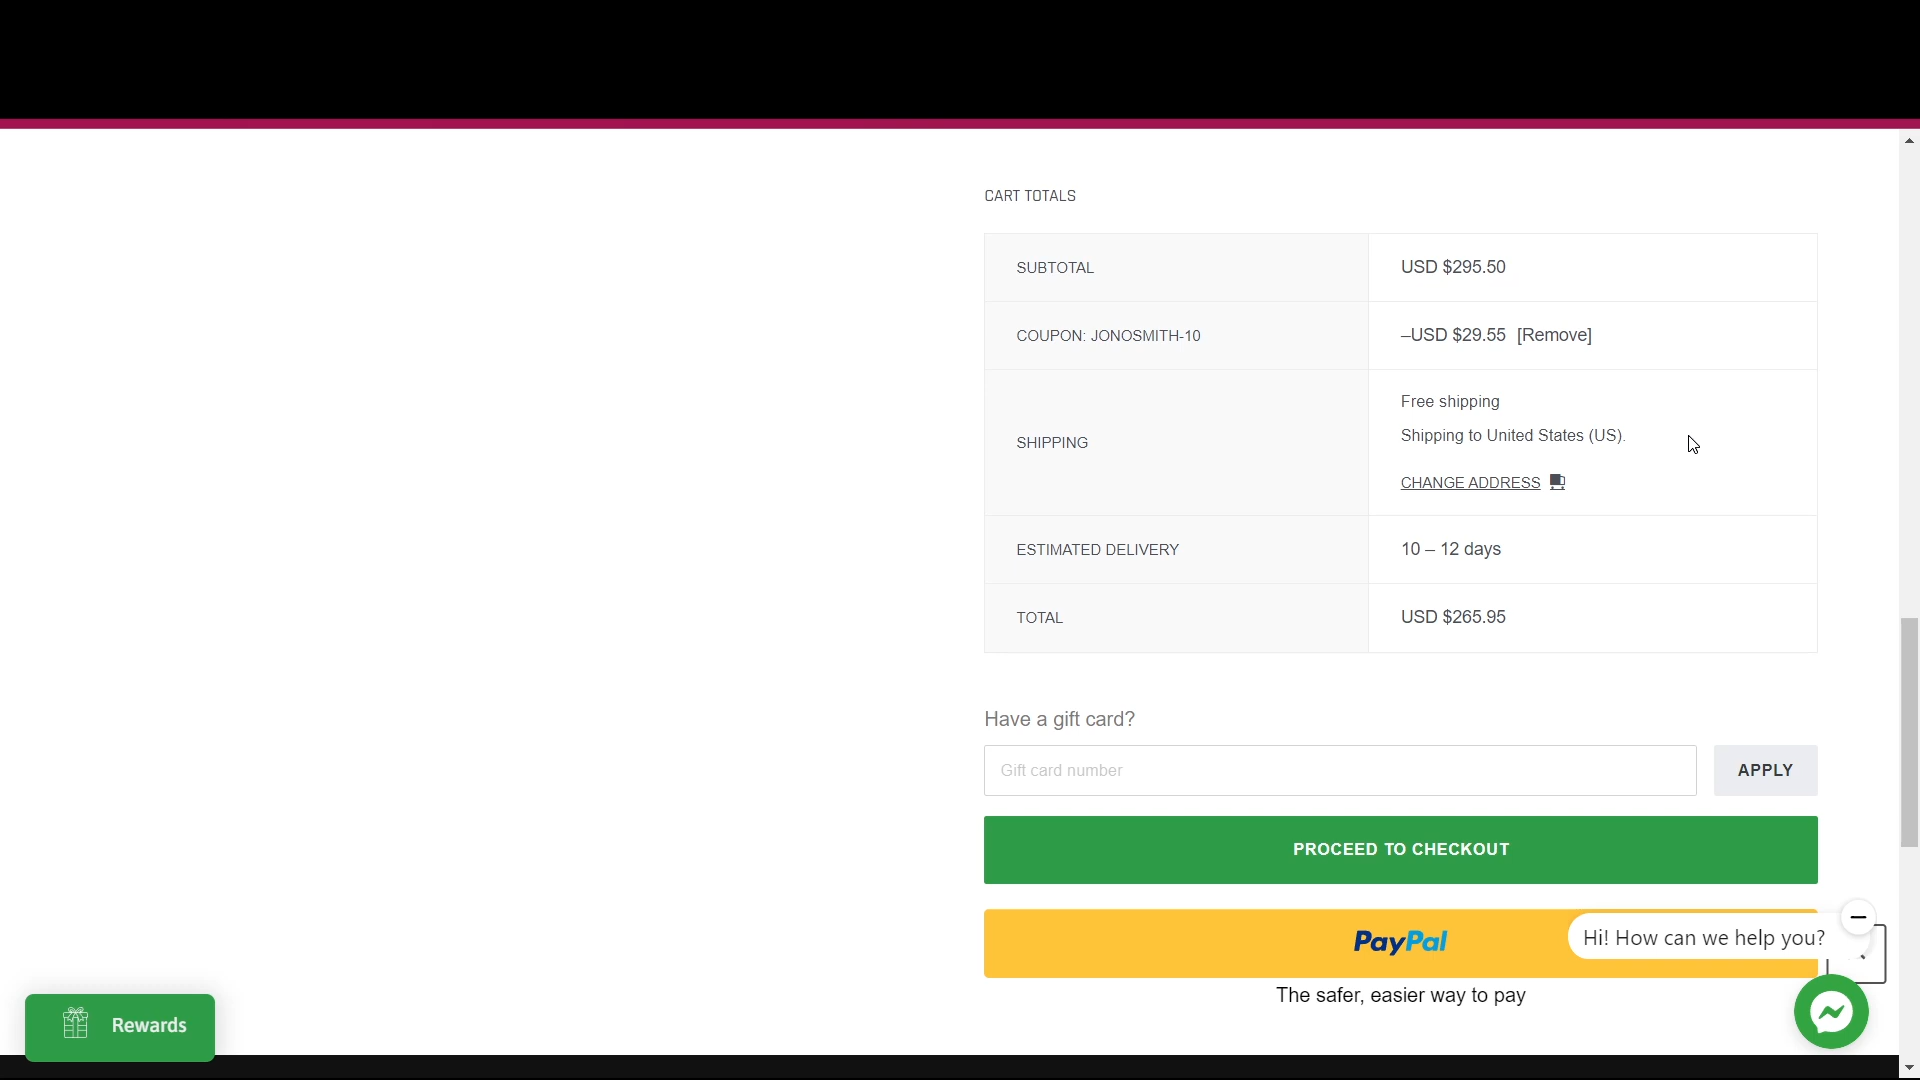 CART TOTALS
SUBTOTAL USD $295.50
COUPON: JONOSMITH-10 –USD $29.55 [Remove]
SHIPPING
Free shipping
Shipping to United States (US).
CHANGE ADDRESS
ESTIMATED DELIVERY 10 – 12 days
TOTAL USD $265.95
Have a gift card?
Gift card number
APPLY
PROCEED TO CHECKOUT
PayPal
Hi! How can we help you?
The safer, easier way to pay
Rewards